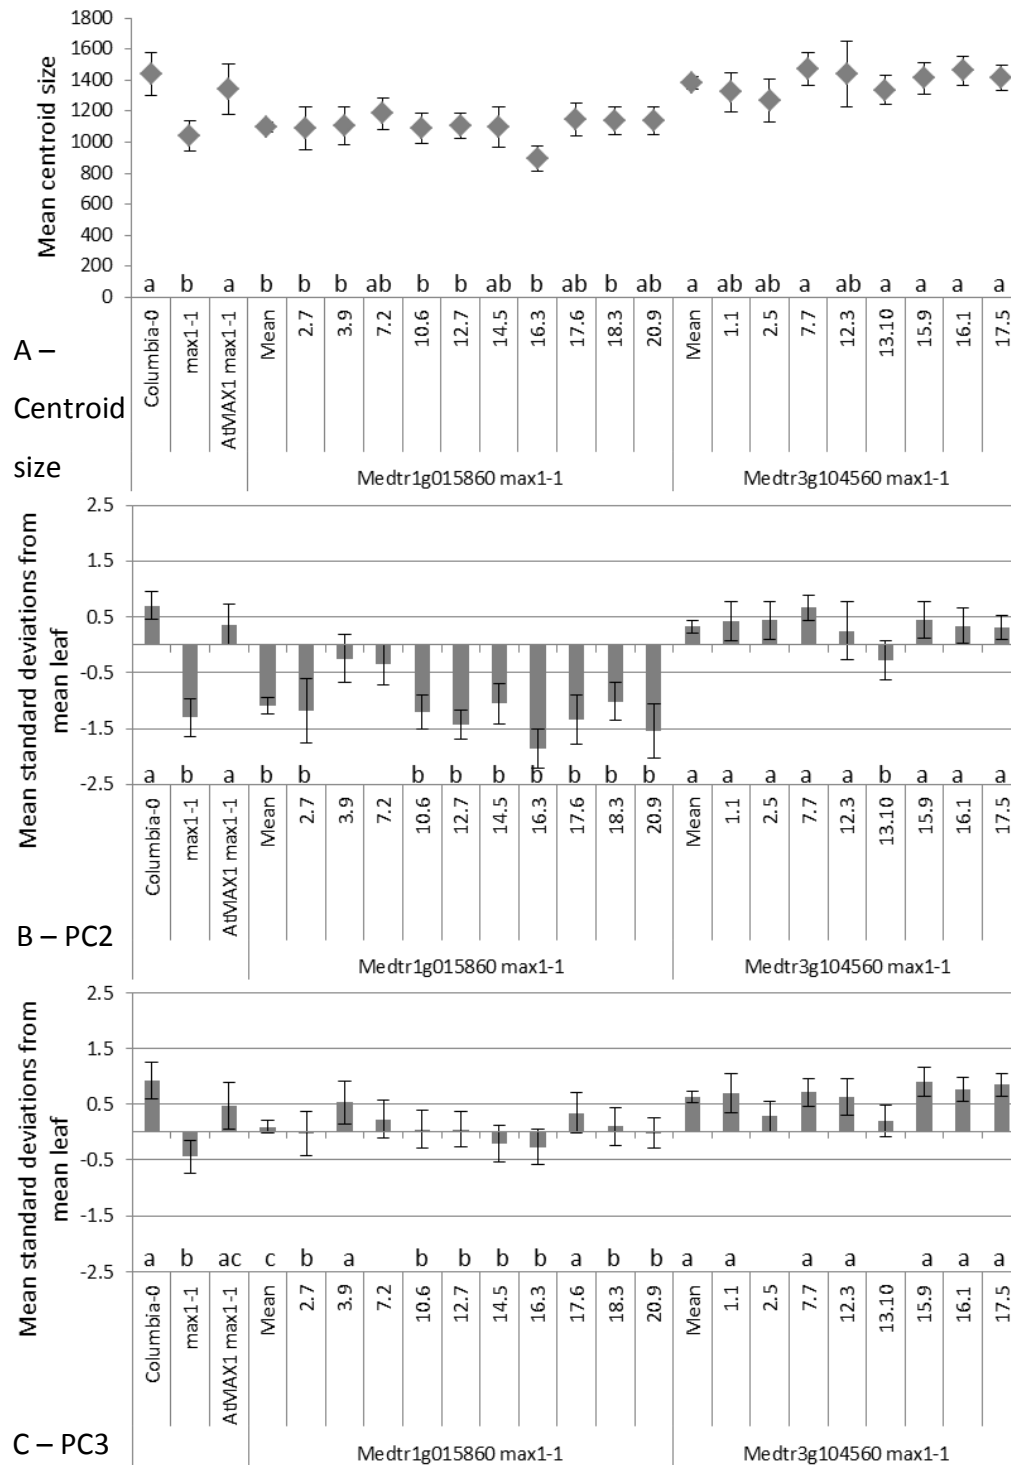 1800
1600
1400
1200
1000
800
600
400
200
0
Mean centroid size
a b a b b b ab b b ab b ab b ab a ab ab a ab a a a a
Columbia-0 max1-1 AtMAX1 max1-1 Mean 2.7 3.9 7.2 10.6 12.7 14.5 16.3 17.6 18.3 20.9 Mean 1.1 2.5 7.7 12.3 13.10 15.9 16.1 17.5
Medtr1g015860 max1-1 Medtr3g104560 max1-1
A –
Centroid
size
2.5
1.5
0.5
-0.5
-1.5
-2.5
Mean standard deviations from
mean leaf
a b a b b b b b b b b b a a a a a b a a a
Columbia-0 max1-1 AtMAX1 max1-1 Mean 2.7 3.9 7.2 10.6 12.7 14.5 16.3 17.6 18.3 20.9 Mean 1.1 2.5 7.7 12.3 13.10 15.9 16.1 17.5
Medtr1g015860 max1-1 Medtr3g104560 max1-1
B – PC2
2.5
1.5
0.5
-0.5
-1.5
-2.5
Mean standard deviations from
mean leaf
a b ac c b a b b b b a b b a a a a a a a
Columbia-0 max1-1 AtMAX1 max1-1 Mean 2.7 3.9 7.2 10.6 12.7 14.5 16.3 17.6 18.3 20.9 Mean 1.1 2.5 7.7 12.3 13.10 15.9 16.1 17.5
Medtr1g015860 max1-1 Medtr3g104560 max1-1
C – PC3